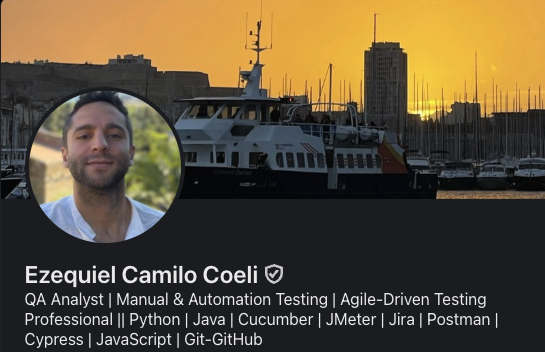 Ezequiel Camilo Coeli
QA Analyst | Manual & Automation Testing | Agile-Driven Testing
Professional || Python | Java | Cucumber | JMeter | Jira | Postman |
Cypress | JavaScript | Git-GitHub